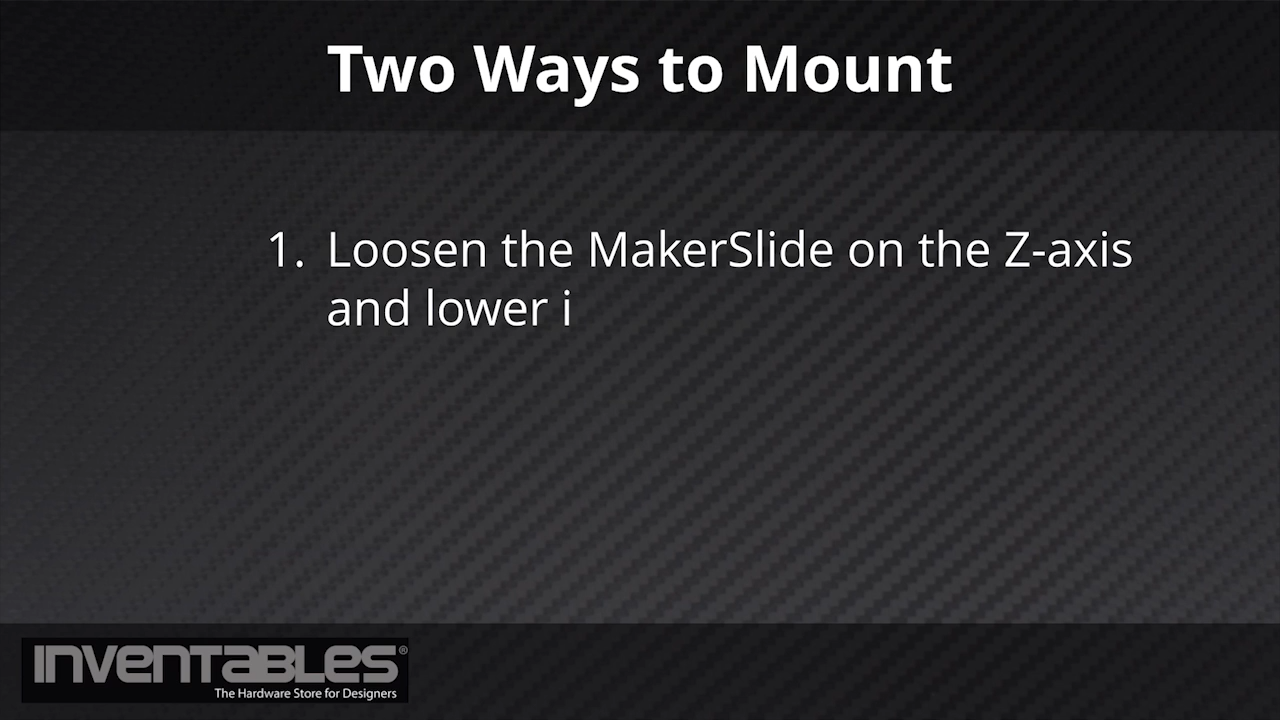 Two Ways to Mount
1. Loosen the MakerSlide on the Z-axis
and lower i
INVENTABLES®
The Hardware Store for Designers